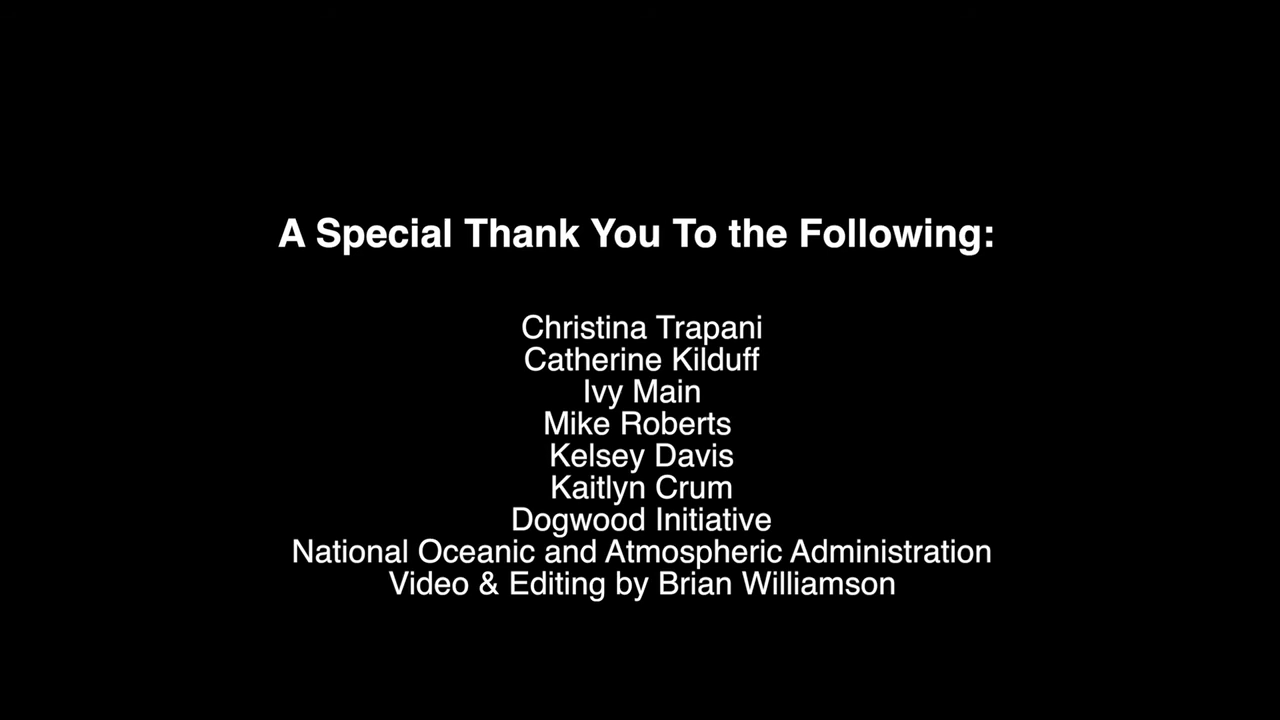 A Special Thank You To the Following:
Christina Trapani
Catherine Kilduff
Ivy Main
Mike Roberts
Kelsey Davis
Kaitlyn Crum
Dogwood Initiative
National Oceanic and Atmospheric Administration
Video & Editing by Brian Williamson